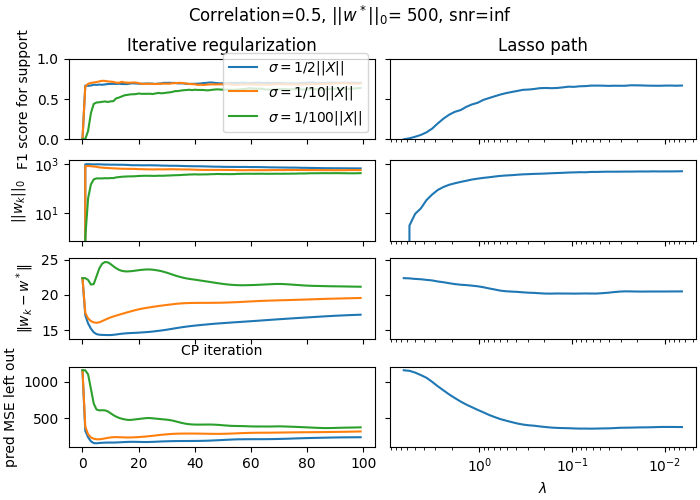 Correlation=0.5, ||w*||₀= 500, snr=inf
Iterative regularization
Lasso path
F1 score for support
1.0
0.5
0.0
σ = 1/2||X||
σ = 1/10||X||
σ = 1/100||X||
||w_k||₀
10³
10¹
‖w_k − w*‖
25
20
15
CP iteration
pred MSE left out
1000
500
0 20 40 60 80 100
10⁰ 10⁻¹ 10⁻²
λ